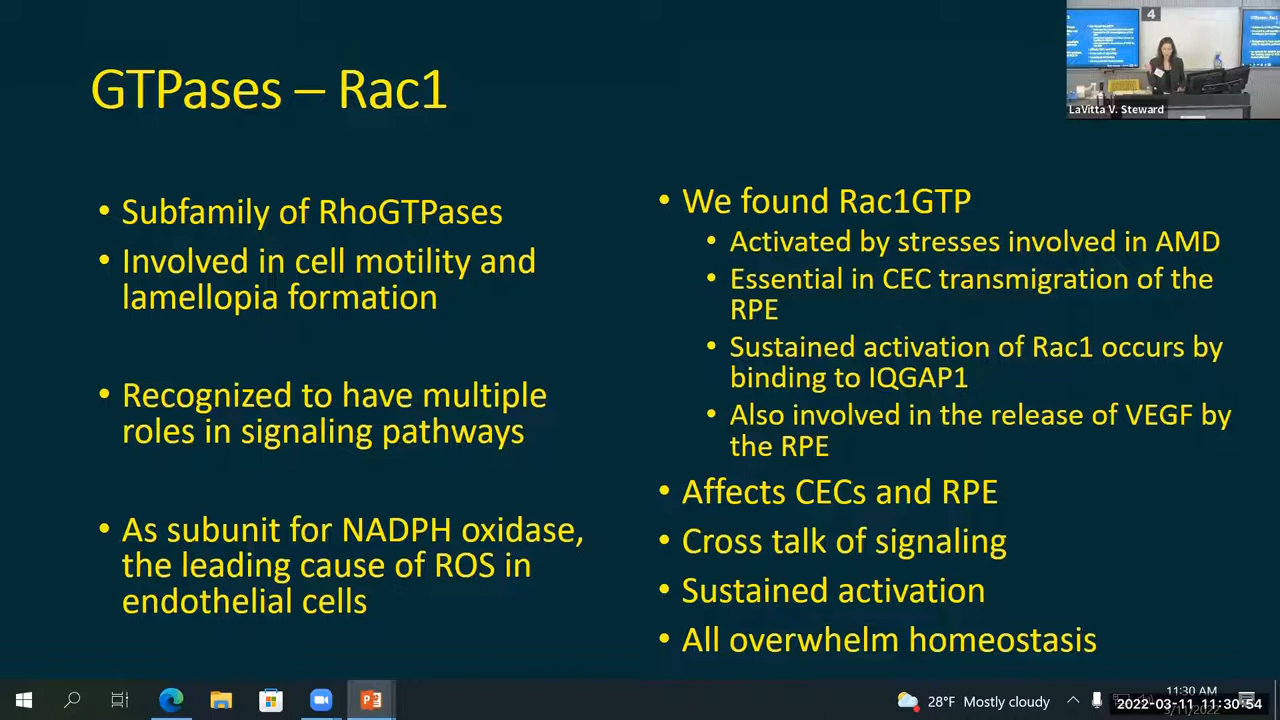 GTPases – Rac1
• Subfamily of RhoGTPases
• Involved in cell motility and
lamellopia formation
• Recognized to have multiple
roles in signaling pathways
• As subunit for NADPH oxidase,
the leading cause of ROS in
endothelial cells
• We found Rac1GTP
• Activated by stresses involved in AMD
• Essential in CEC transmigration of the
RPE
• Sustained activation of Rac1 occurs by
binding to IQGAP1
• Also involved in the release of VEGF by
the RPE
• Affects CECs and RPE
• Cross talk of signaling
• Sustained activation
• All overwhelm homeostasis
4
LaVitta V. Steward
28°F Mostly cloudy
11:30 AM
2022-03-11 11:30:54